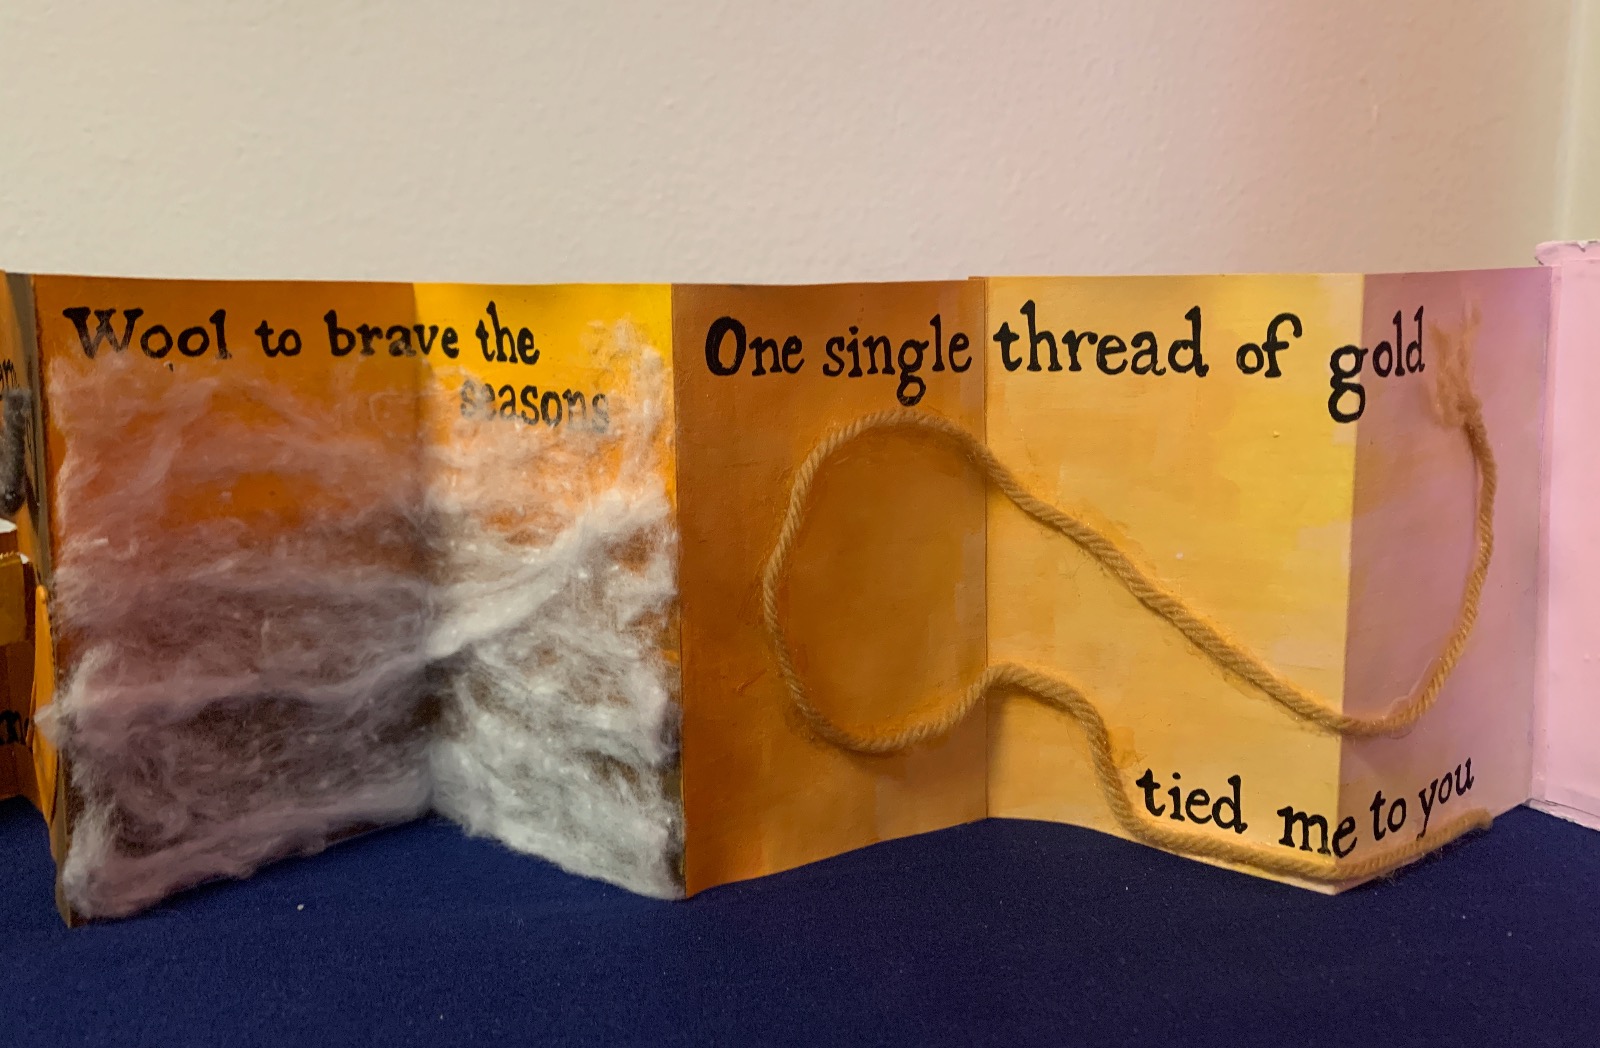 Wool to brave the
seasons
One single thread of gold
tied me to you